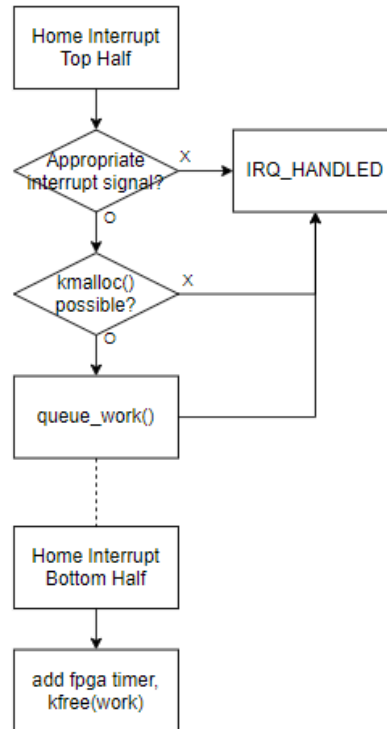 Home Interrupt
Top Half
Appropriate
interrupt signal?
X
IRQ_HANDLED
O
kmalloc()
possible?
X
O
queue_work()
Home Interrupt
Bottom Half
add fpga timer,
kfree(work)